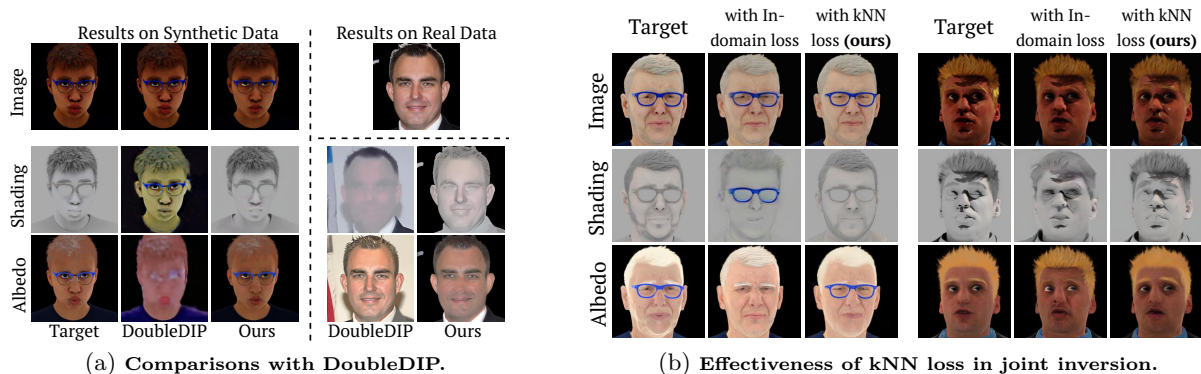 Results on Synthetic Data
Results on Real Data
Image
Shading
Albedo
Target
DoubleDIP
Ours
DoubleDIP
Ours
(a) Comparisons with DoubleDIP.
Target
with In-
domain loss
with kNN
loss (ours)
Target
with In-
domain loss
with kNN
loss (ours)
Image
Shading
Albedo
(b) Effectiveness of kNN loss in joint inversion.